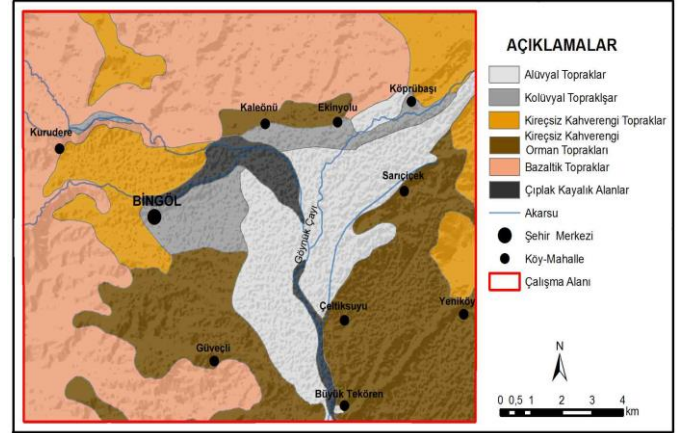 AÇIKLAMALAR
Alüvyal Topraklar
Kolüvyal Topraklşar
Kireçsiz Kahverengi Topraklar
Kireçsiz Kahverengi
Orman Toprakları
Bazaltik Topraklar
Çıplak Kayalık Alanlar
Akarsu
Şehir Merkezi
Köy-Mahalle
Çalışma Alanı
Köprübaşı
Kaleönü
Ekinyolu
Kurudere
Sarıçiçek
BİNGÖL
Göynük Çayı
Çeltiksuyu
Yeniköy
Güveçli
Büyük Tekören
N
0 0,5 1 2 3 4
km